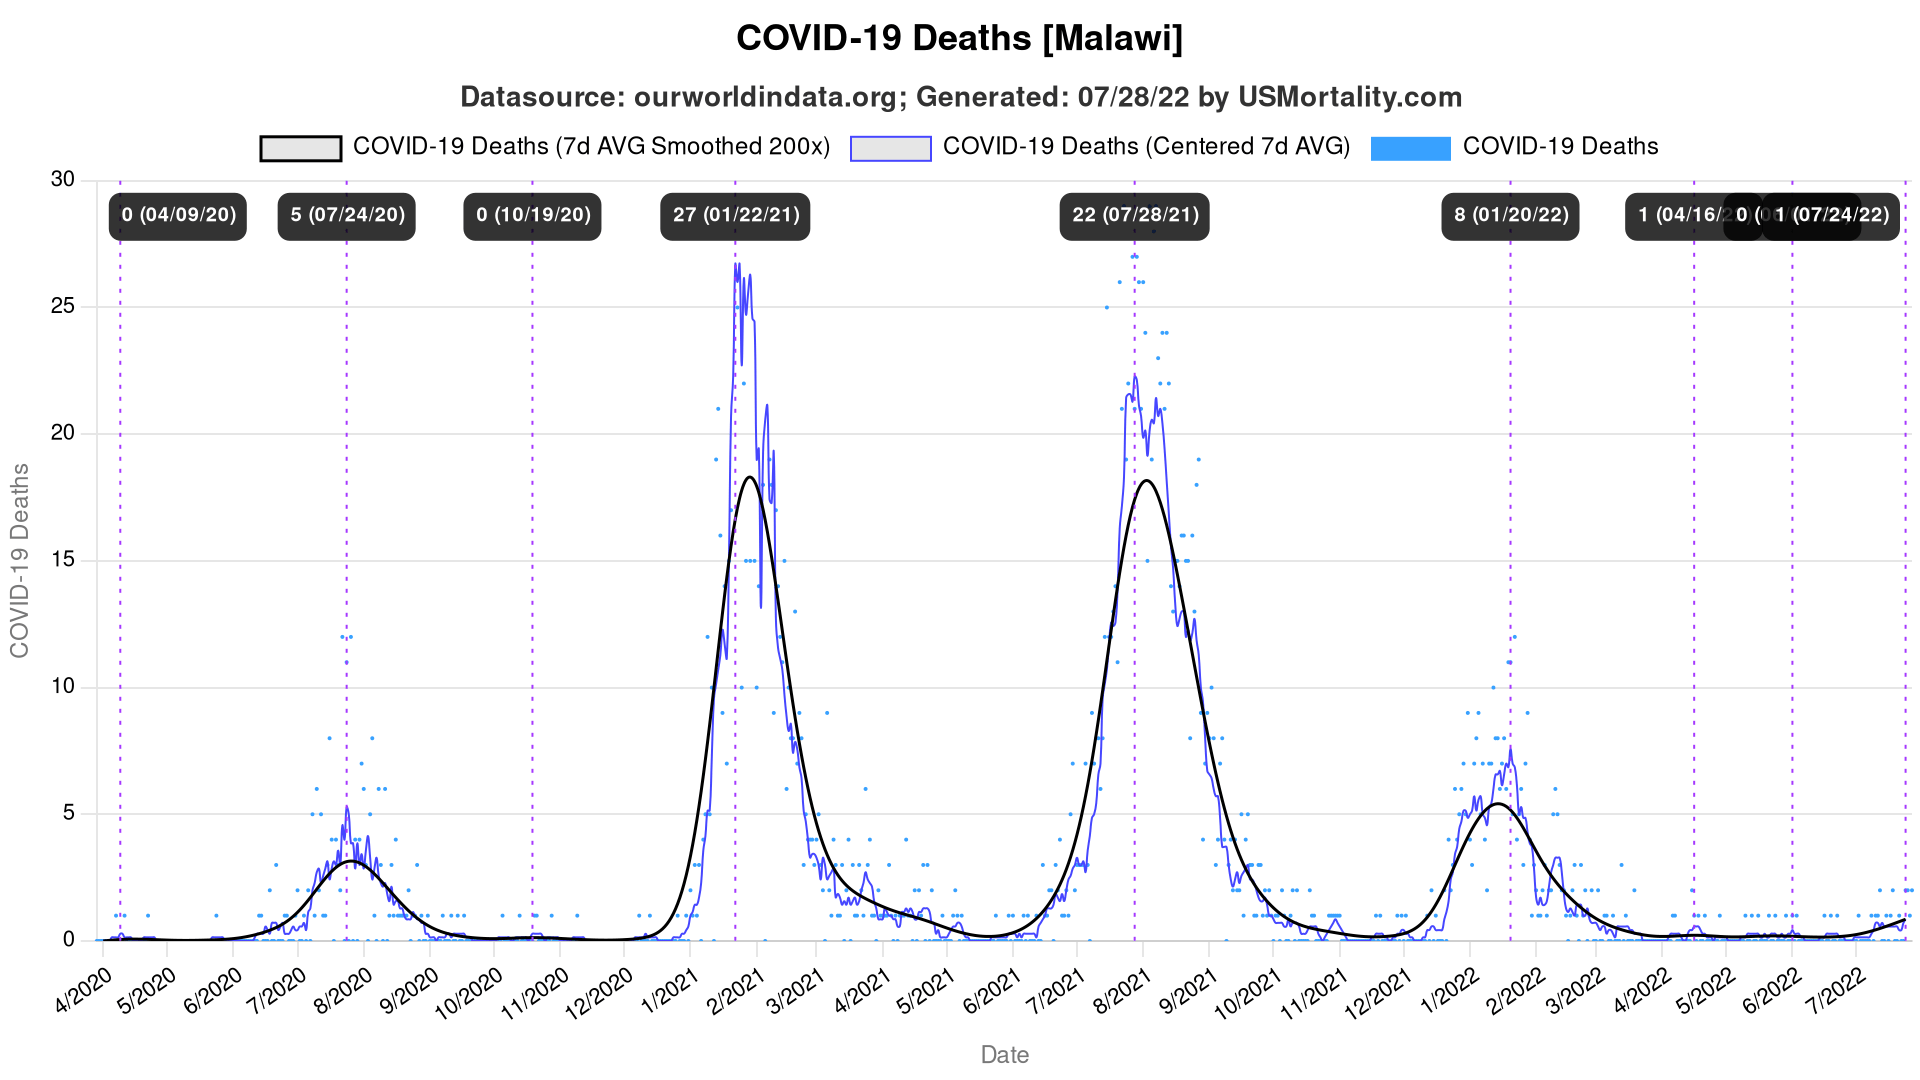 COVID-19 Deaths [Malawi]
Datasource: ourworldindata.org; Generated: 07/28/22 by USMortality.com
COVID-19 Deaths (7d AVG Smoothed 200x) COVID-19 Deaths (Centered 7d AVG) COVID-19 Deaths
0 (04/09/20) 5 (07/24/20) 0 (10/19/20) 27 (01/22/21) 22 (07/28/21) 8 (01/20/22) 1 (04/16/ 0 ( 1 (07/24/22)
30
25
20
15
10
5
0
COVID-19 Deaths
4/2020 5/2020 6/2020 7/2020 8/2020 9/2020 10/2020 11/2020 12/2020 1/2021 2/2021 3/2021 4/2021 5/2021 6/2021 7/2021 8/2021 9/2021 10/2021 11/2021 12/2021 1/2022 2/2022 3/2022 4/2022 5/2022 6/2022 7/2022
Date